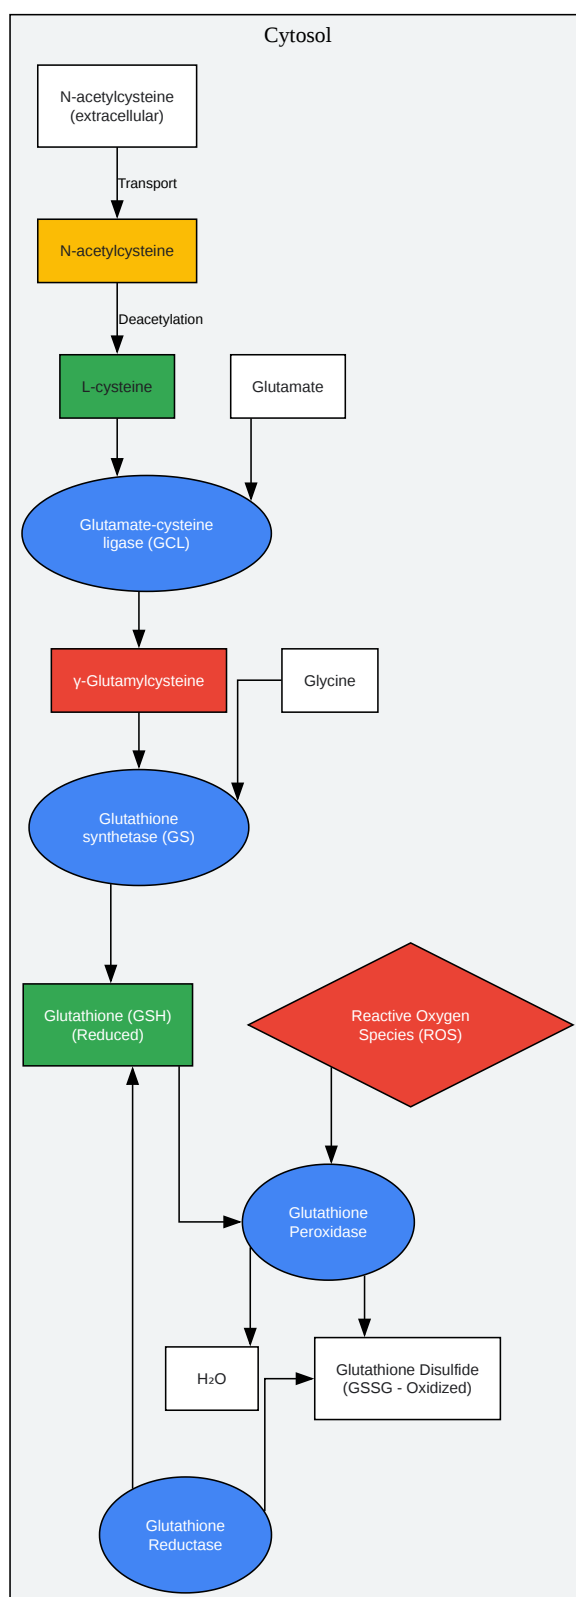 Cytosol
N-acetylcysteine
(extracellular)
Transport
N-acetylcysteine
Deacetylation
L-cysteine
Glutamate
Glutamate-cysteine
ligase (GCL)
γ-Glutamylcysteine
Glycine
Glutathione
synthetase (GS)
Glutathione (GSH)
(Reduced)
Reactive Oxygen
Species (ROS)
Glutathione
Peroxidase
H₂O
Glutathione Disulfide
(GSSG - Oxidized)
Glutathione
Reductase